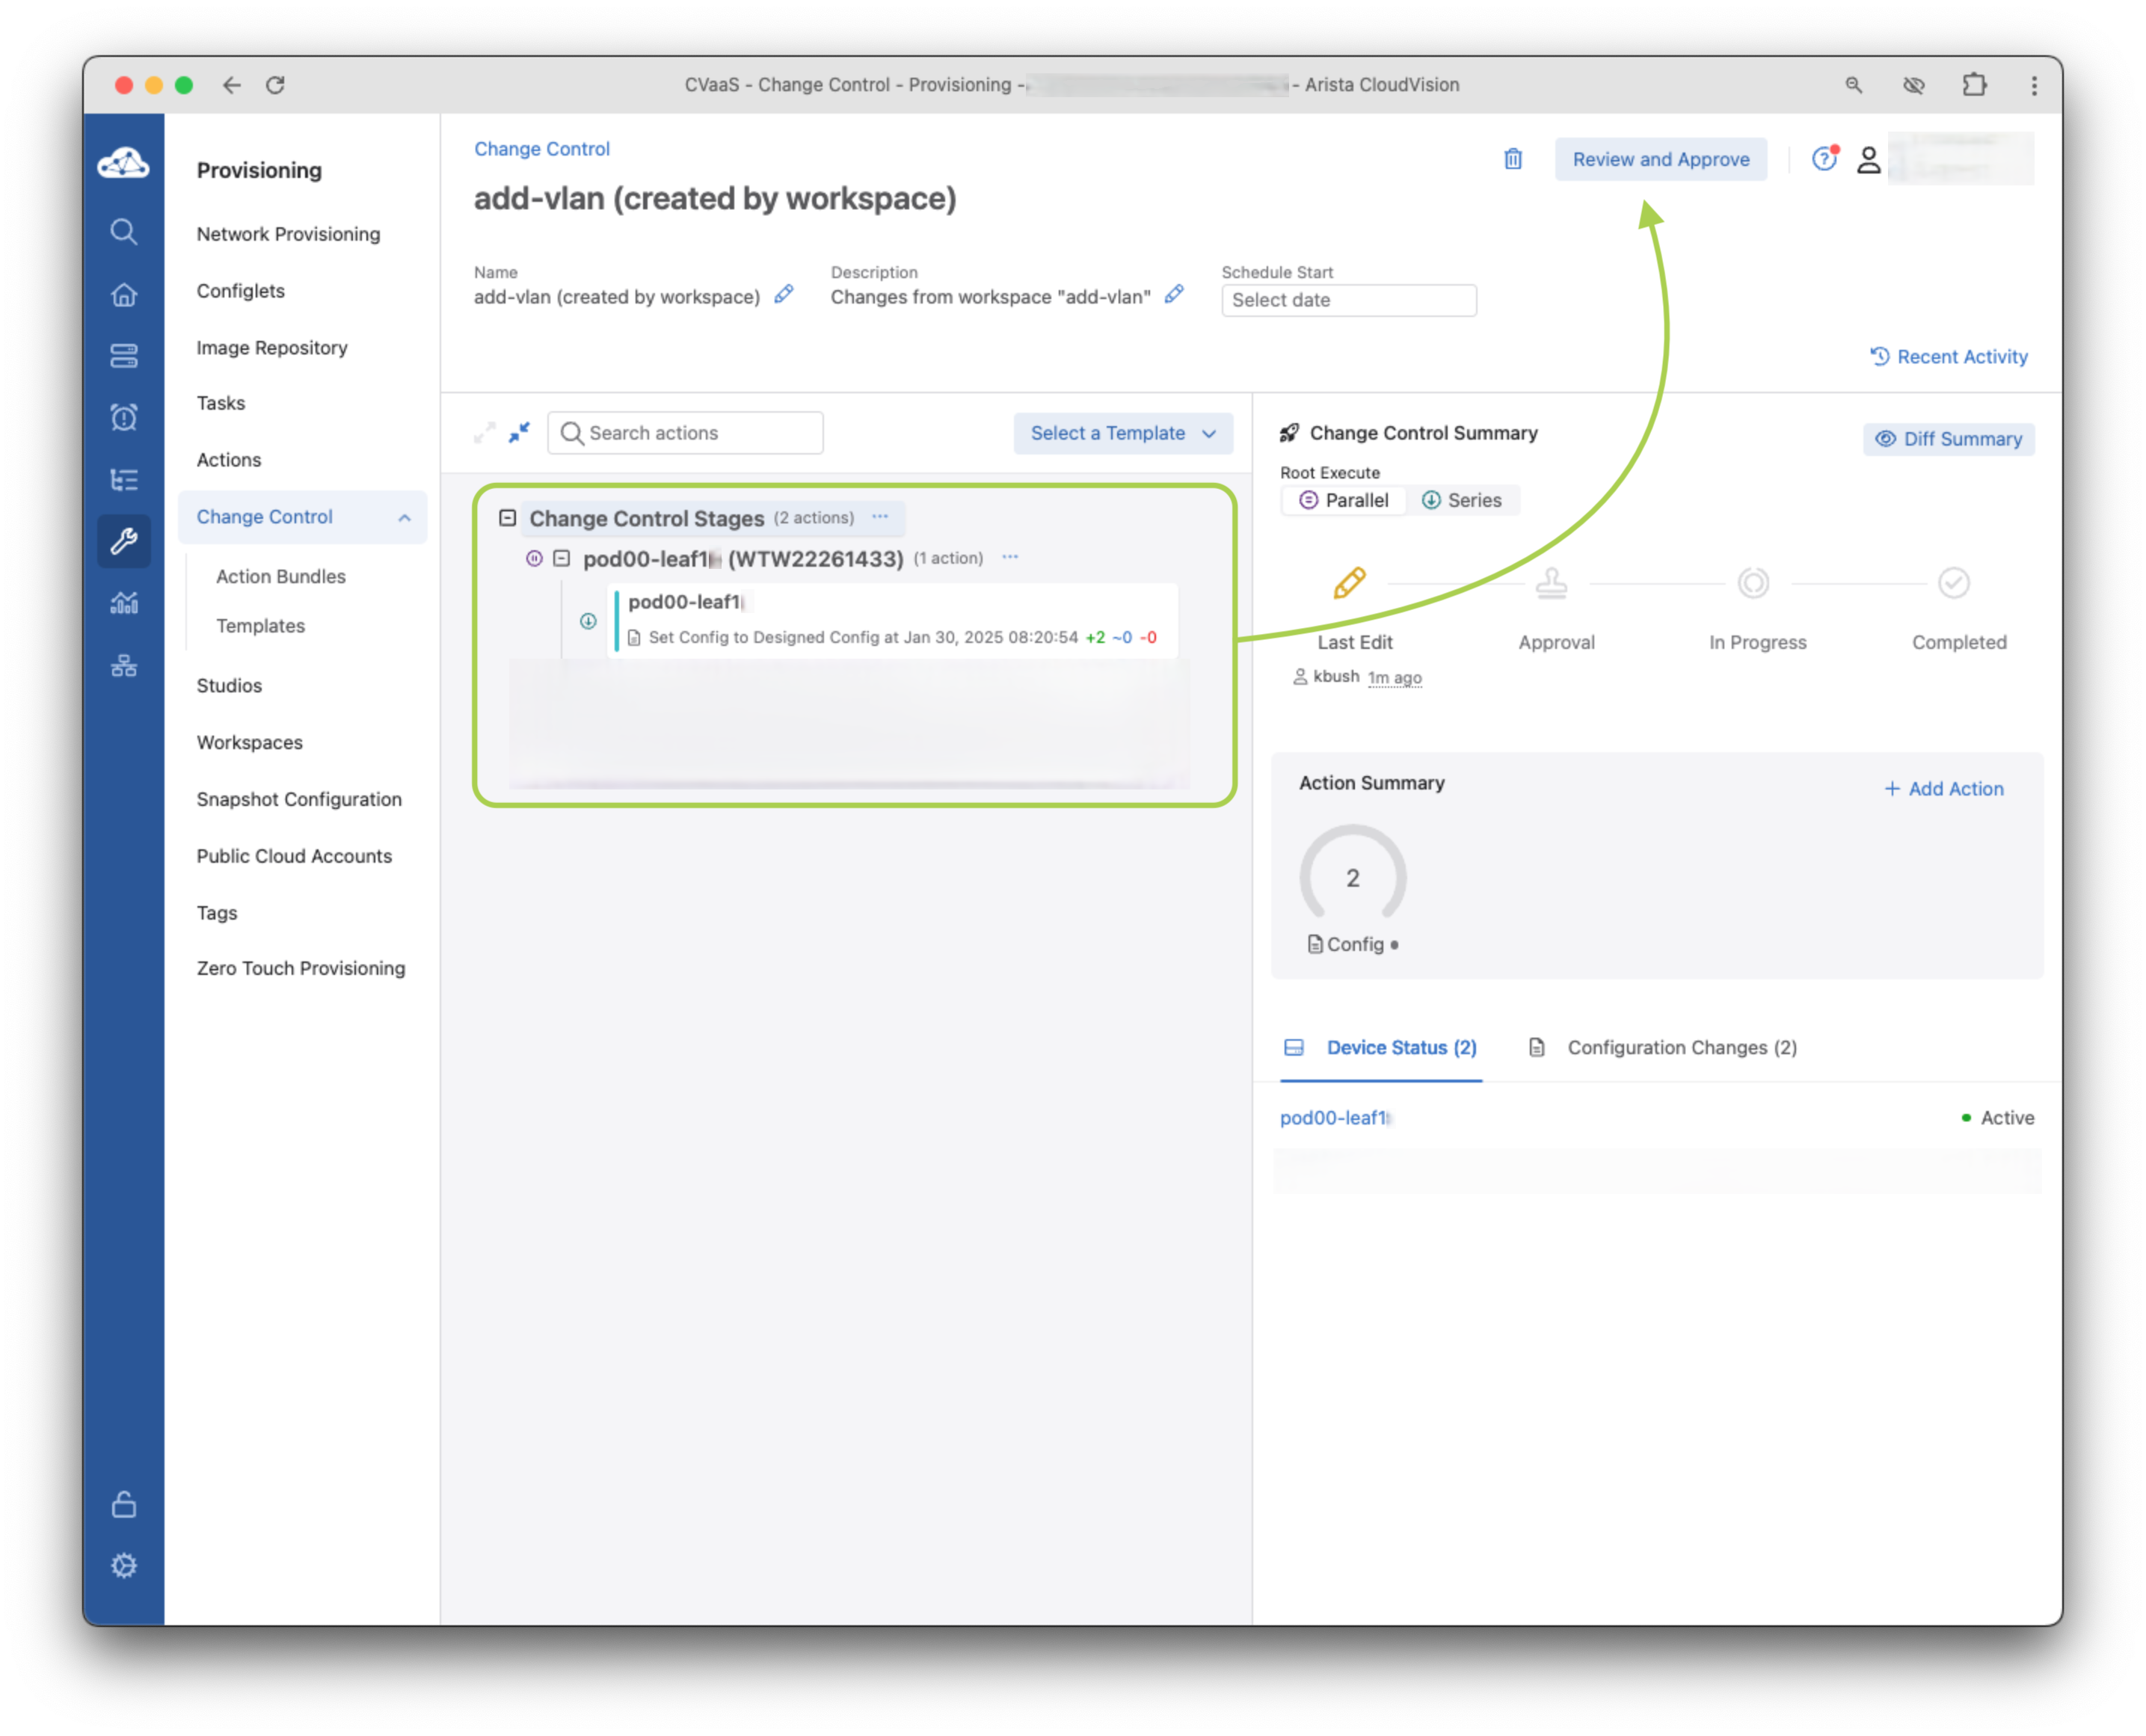 CVaaS - Change Control - Provisioning - - Arista CloudVision
Provisioning
Network Provisioning
Configlets
Image Repository
Tasks
Actions
Change Control
Action Bundles
Templates
Studios
Workspaces
Snapshot Configuration
Public Cloud Accounts
Tags
Zero Touch Provisioning
Change Control
Review and Approve
add-vlan (created by workspace)
Name
add-vlan (created by workspace)
Description
Changes from workspace "add-vlan"
Schedule Start
Select date
Recent Activity
Search actions
Select a Template
Change Control Stages (2 actions) ...
pod00-leaf1 (WTW22261433) (1 action) ...
pod00-leaf1
Set Config to Designed Config at Jan 30, 2025 08:20:54 +2 ~0 -0
Change Control Summary
Diff Summary
Root Execute
Parallel
Series
Last Edit
Approval
In Progress
Completed
kbush 1m ago
Action Summary
+ Add Action
2
Config
Device Status (2)
Configuration Changes (2)
pod00-leaf1
Active